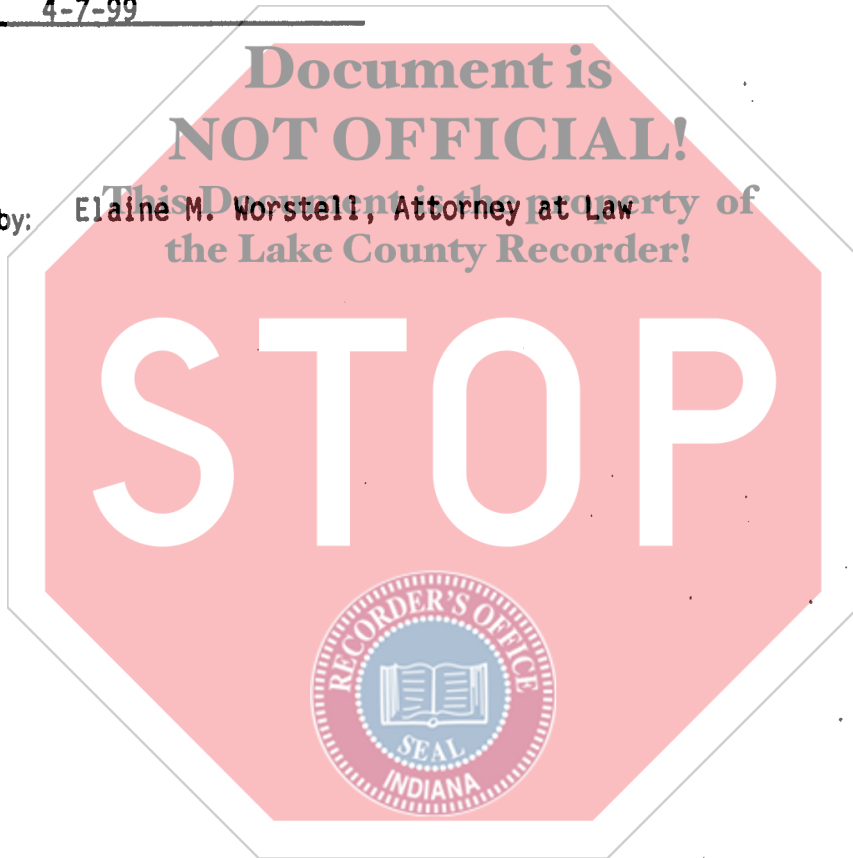 4-7-99
Document is
NOT OFFICIAL!
This Document is the property of
by: Elaine M. Worstell, Attorney at Law
the Lake County Recorder!
STOP
RECORDER'S OFFICE
SEAL
INDIANA